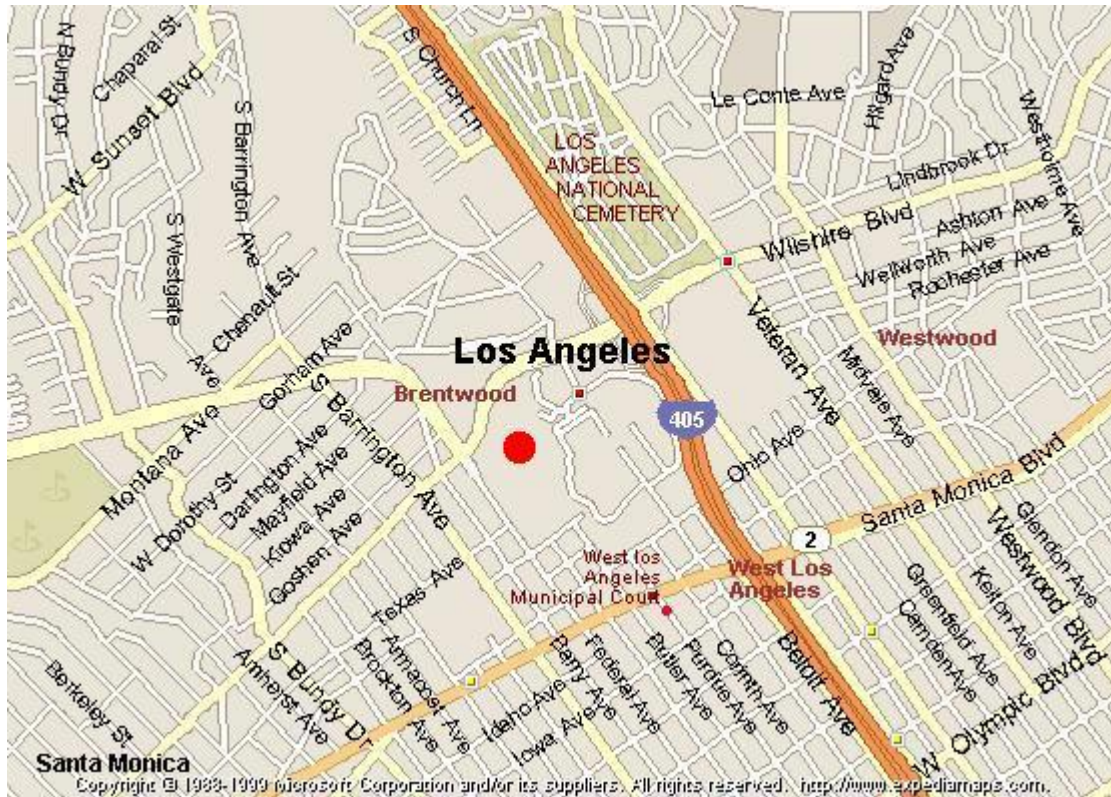 N Bundy Dr
Chaparal St
W Sunset Blvd
S Barrington Ave
S Church Ln
S Westgate
Ave
Chenault St
LOS
ANGELES
NATIONAL
CEMETERY
Le Conte Ave
Hilgard Ave
Westholme Ave
Lindbrook Dr
Wilshire Blvd
Ashton Ave
Wellworth Ave
Rochester Ave
Los Angeles
Brentwood
Westwood
Veteran Ave
Midvale Ave
405
Gorham Ave
Montana Ave
S Barrington Ave
W Dorothy St
Darlington Ave
Mayfield Ave
Kiowa Ave
Goshen Ave
Texas Ave
Ohio Ave
Santa Monica Blvd
2
West los
Angeles
Municipal Court
West Los
Angeles
Glendon Ave
Westwood Blvd
Kelton Ave
Greenfield Ave
Camden Ave
S Bundy Dr
Amherst Ave
Brockton Ave
Armacost Ave
Idaho Ave
Iowa Ave
Barry Ave
Federal Ave
Butler Ave
Purdue Ave
Corinth Ave
Beloit Ave
W Olympic Blvd
Berkeley St
Santa Monica
Copyright © 1988-1999 Microsoft Corporation and/or its suppliers. All rights reserved. http://www.expediamaps.com.